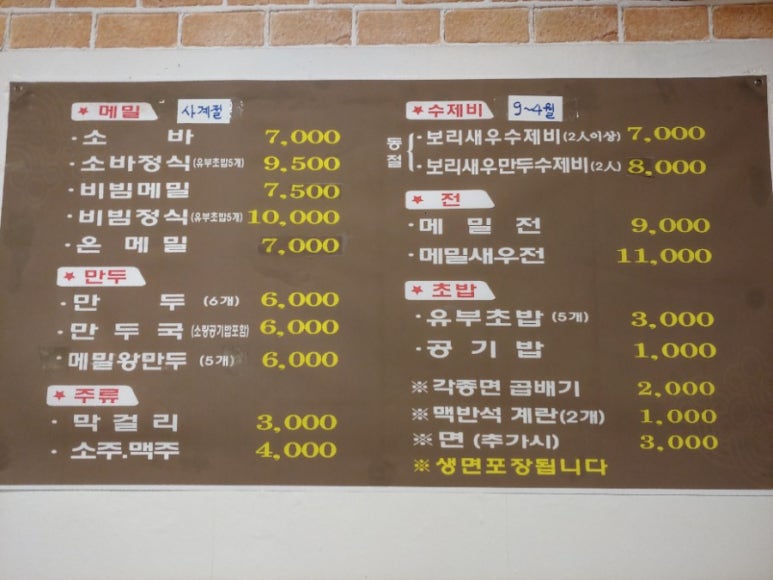 ★ 메밀 사계절
· 소 바 7,000
· 소바정식(유부초밥5개) 9,500
· 비빔메밀 7,500
· 비빔정식(유부초밥5개) 10,000
· 온 메밀 7,000
★ 만두
· 만 두 (6개) 6,000
· 만 두 국 (소량공기밥포함) 6,000
· 메밀왕만두 (5개) 6,000
★ 주류
· 막 걸 리 3,000
· 소주.맥주 4,000
★ 수제비 9~4월
동절
· 보리새우수제비(2인이상) 7,000
· 보리새우만두수제비(2인) 8,000
★ 전
· 메 밀 전 9,000
· 메밀새우전 11,000
★ 초밥
· 유부초밥 (5개) 3,000
· 공 기 밥 1,000
※ 각종면 곱배기 2,000
※ 맥반석 계란(2개) 1,000
※ 면 (추가시) 3,000
※ 생면포장됩니다